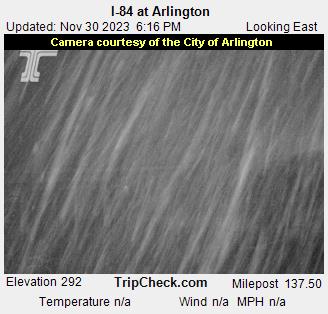 I-84 at Arlington
Updated: Nov 30 2023 6:16 PM Looking East
Camera courtesy of the City of Arlington
Elevation 292 TripCheck.com Milepost 137.50
Temperature n/a Wind n/a MPH n/a